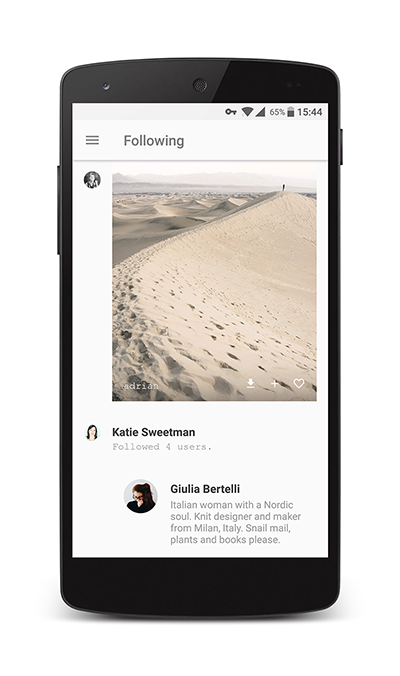 65% 15:44
Following
adrian
Katie Sweetman
Followed 4 users.
Giulia Bertelli
Italian woman with a Nordic
soul. Knit designer and maker
from Milan, Italy. Snail mail,
plants and books please.